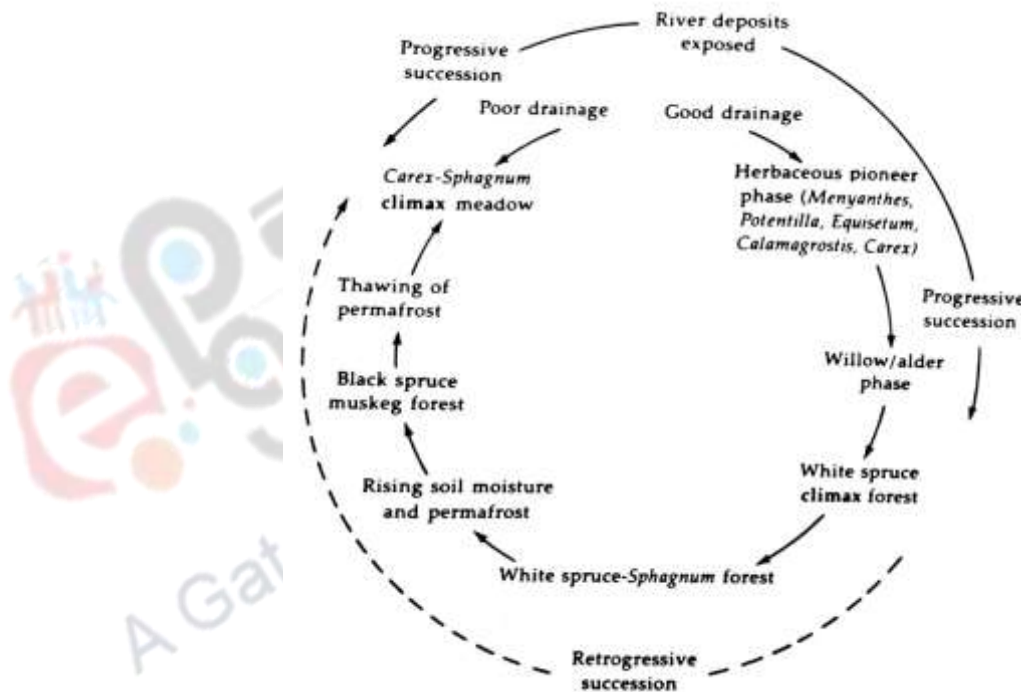 River deposits
exposed
Progressive
succession
Poor drainage
Good drainage
Carex-Sphagnum
climax meadow
Herbaceous pioneer
phase (Menyanthes,
Potentilla, Equisetum,
Calamagrostis, Carex)
Thawing of
permafrost
Progressive
succession
Willow/alder
phase
Black spruce
muskeg forest
White spruce
climax forest
Rising soil moisture
and permafrost
White spruce-Sphagnum forest
Retrogressive
succession
A Gat